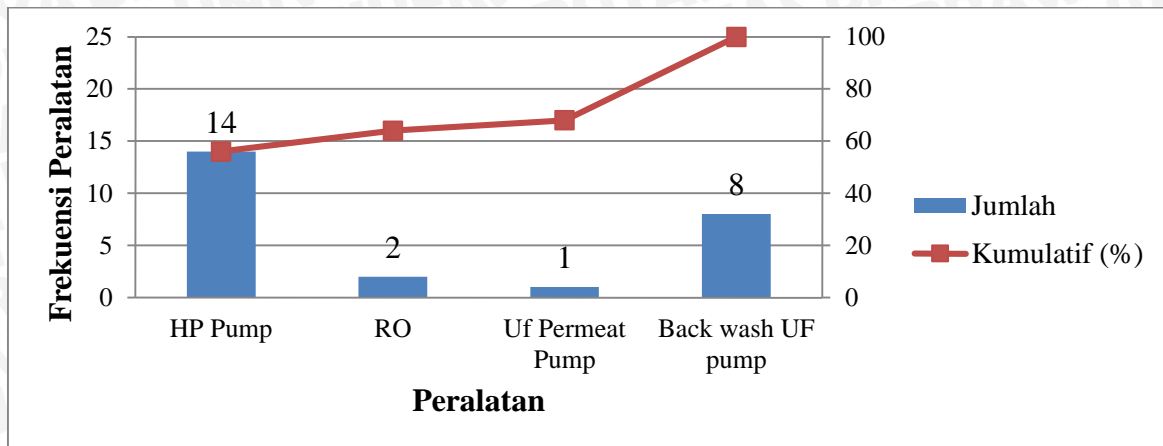 Frekuensi Peralatan
25
20
15
10
5
0
14
2
1
8
100
80
60
40
20
0
HP Pump
RO
Uf Permeat
Pump
Back wash UF
pump
Peralatan
Jumlah
Kumulatif (%)